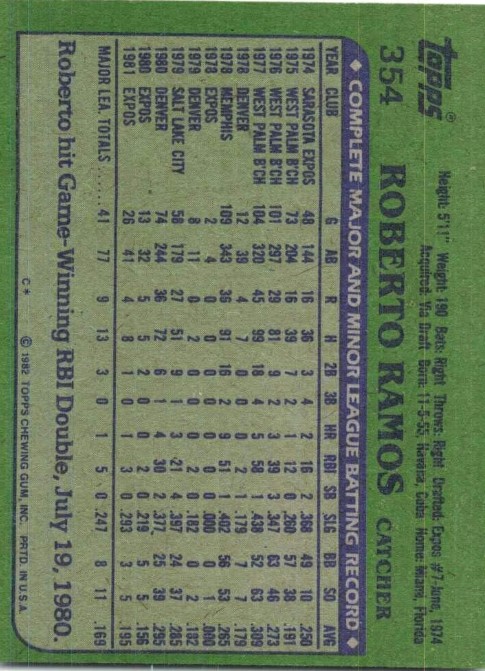 Topps®
Height: 5'11" Weight: 190 Bats: Right Throws: Right Drafted: Expos #7-June, 1974
Acquired: Via Draft Born: 11-5-55, Havana, Cuba Home: Miami, Florida
354 ROBERTO RAMOS CATCHER
◆ COMPLETE MAJOR AND MINOR LEAGUE BATTING RECORD ◆
YEAR CLUB G AB R H 2B 3B HR RBI SB SLG BB SO AVG
1974 SARASOTA EXPOS 48 144 16 36 3 4 2 16 2 .368 49 10 .250
1975 WEST PALM B'CH 73 204 16 39 7 2 1 12 0 .260 57 38 .191
1976 WEST PALM B'CH 101 297 29 81 9 2 3 39 3 .347 63 46 .273
1977 WEST PALM B'CH 104 320 45 99 18 4 5 58 1 .438 52 63 .309
1978 DENVER 12 39 4 7 0 0 0 2 1 .179 7 7 .179
1978 MEMPHIS 109 343 36 91 16 2 9 51 1 .402 56 53 .265
1978 EXPOS 2 4 0 0 0 0 0 0 0 .000 0 1 .000
1979 DENVER 8 11 0 2 0 0 0 0 0 .182 0 2 .182
1979 SALT LAKE CITY 58 179 27 51 9 1 3 21 4 .397 24 37 .285
1980 DENVER 74 244 36 72 6 1 4 30 2 .377 25 39 .295
1980 EXPOS 13 32 5 5 2 0 0 2 0 .219 5 5 .156
1981 EXPOS 26 41 4 8 1 0 1 3 0 .293 3 5 .195
MAJOR LEA. TOTALS ...... 41 77 9 13 3 0 1 5 0 .247 8 11 .169
Roberto hit Game-Winning RBI Double, July 19, 1980.
C* © 1982 TOPPS CHEWING GUM, INC. PRTD. IN U.S.A.